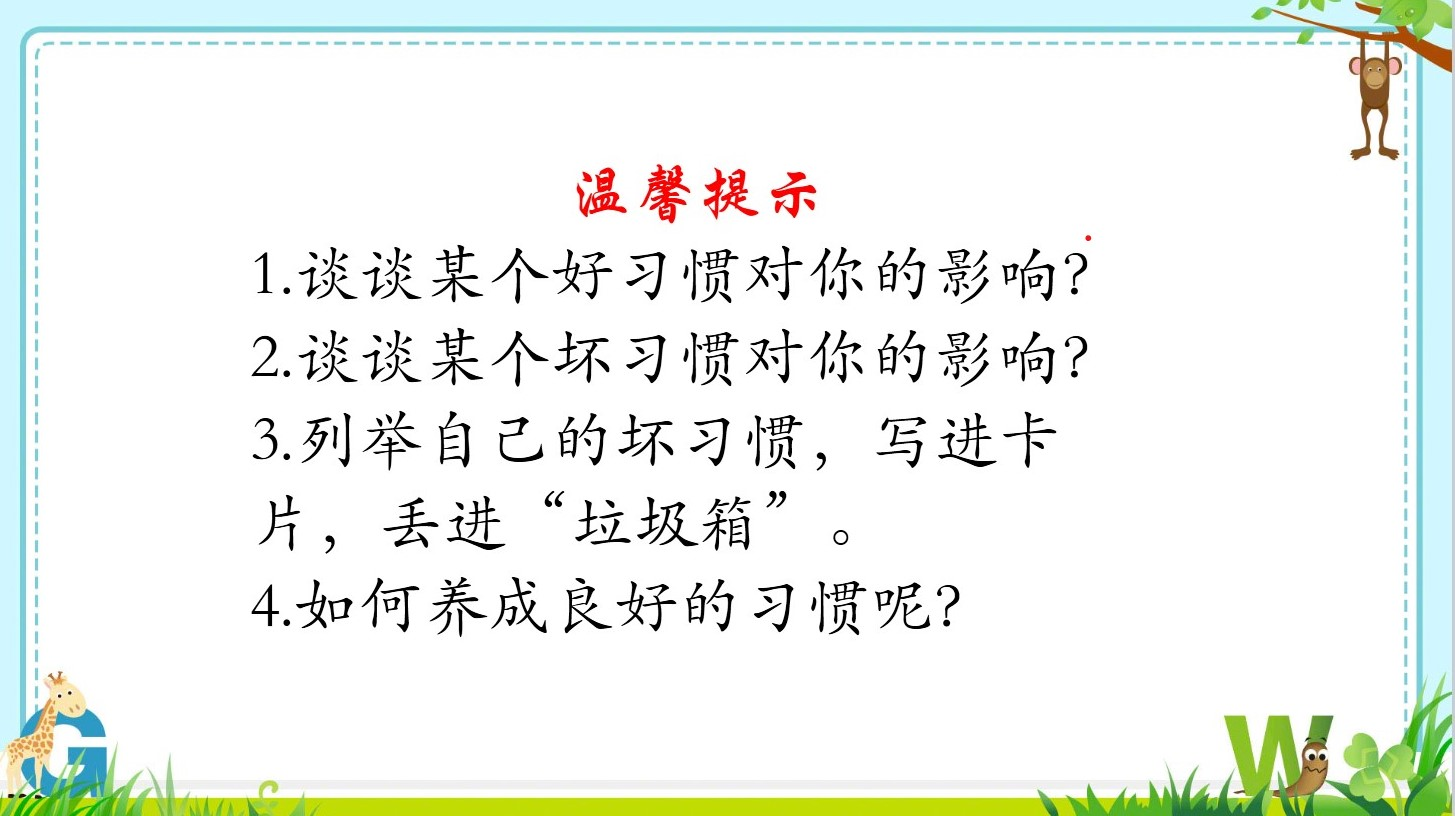 温馨提示
1.谈谈某个好习惯对你的影响?
2.谈谈某个坏习惯对你的影响?
3.列举自己的坏习惯，写进卡
片，丢进“垃圾箱”。
4.如何养成良好的习惯呢?
G
W